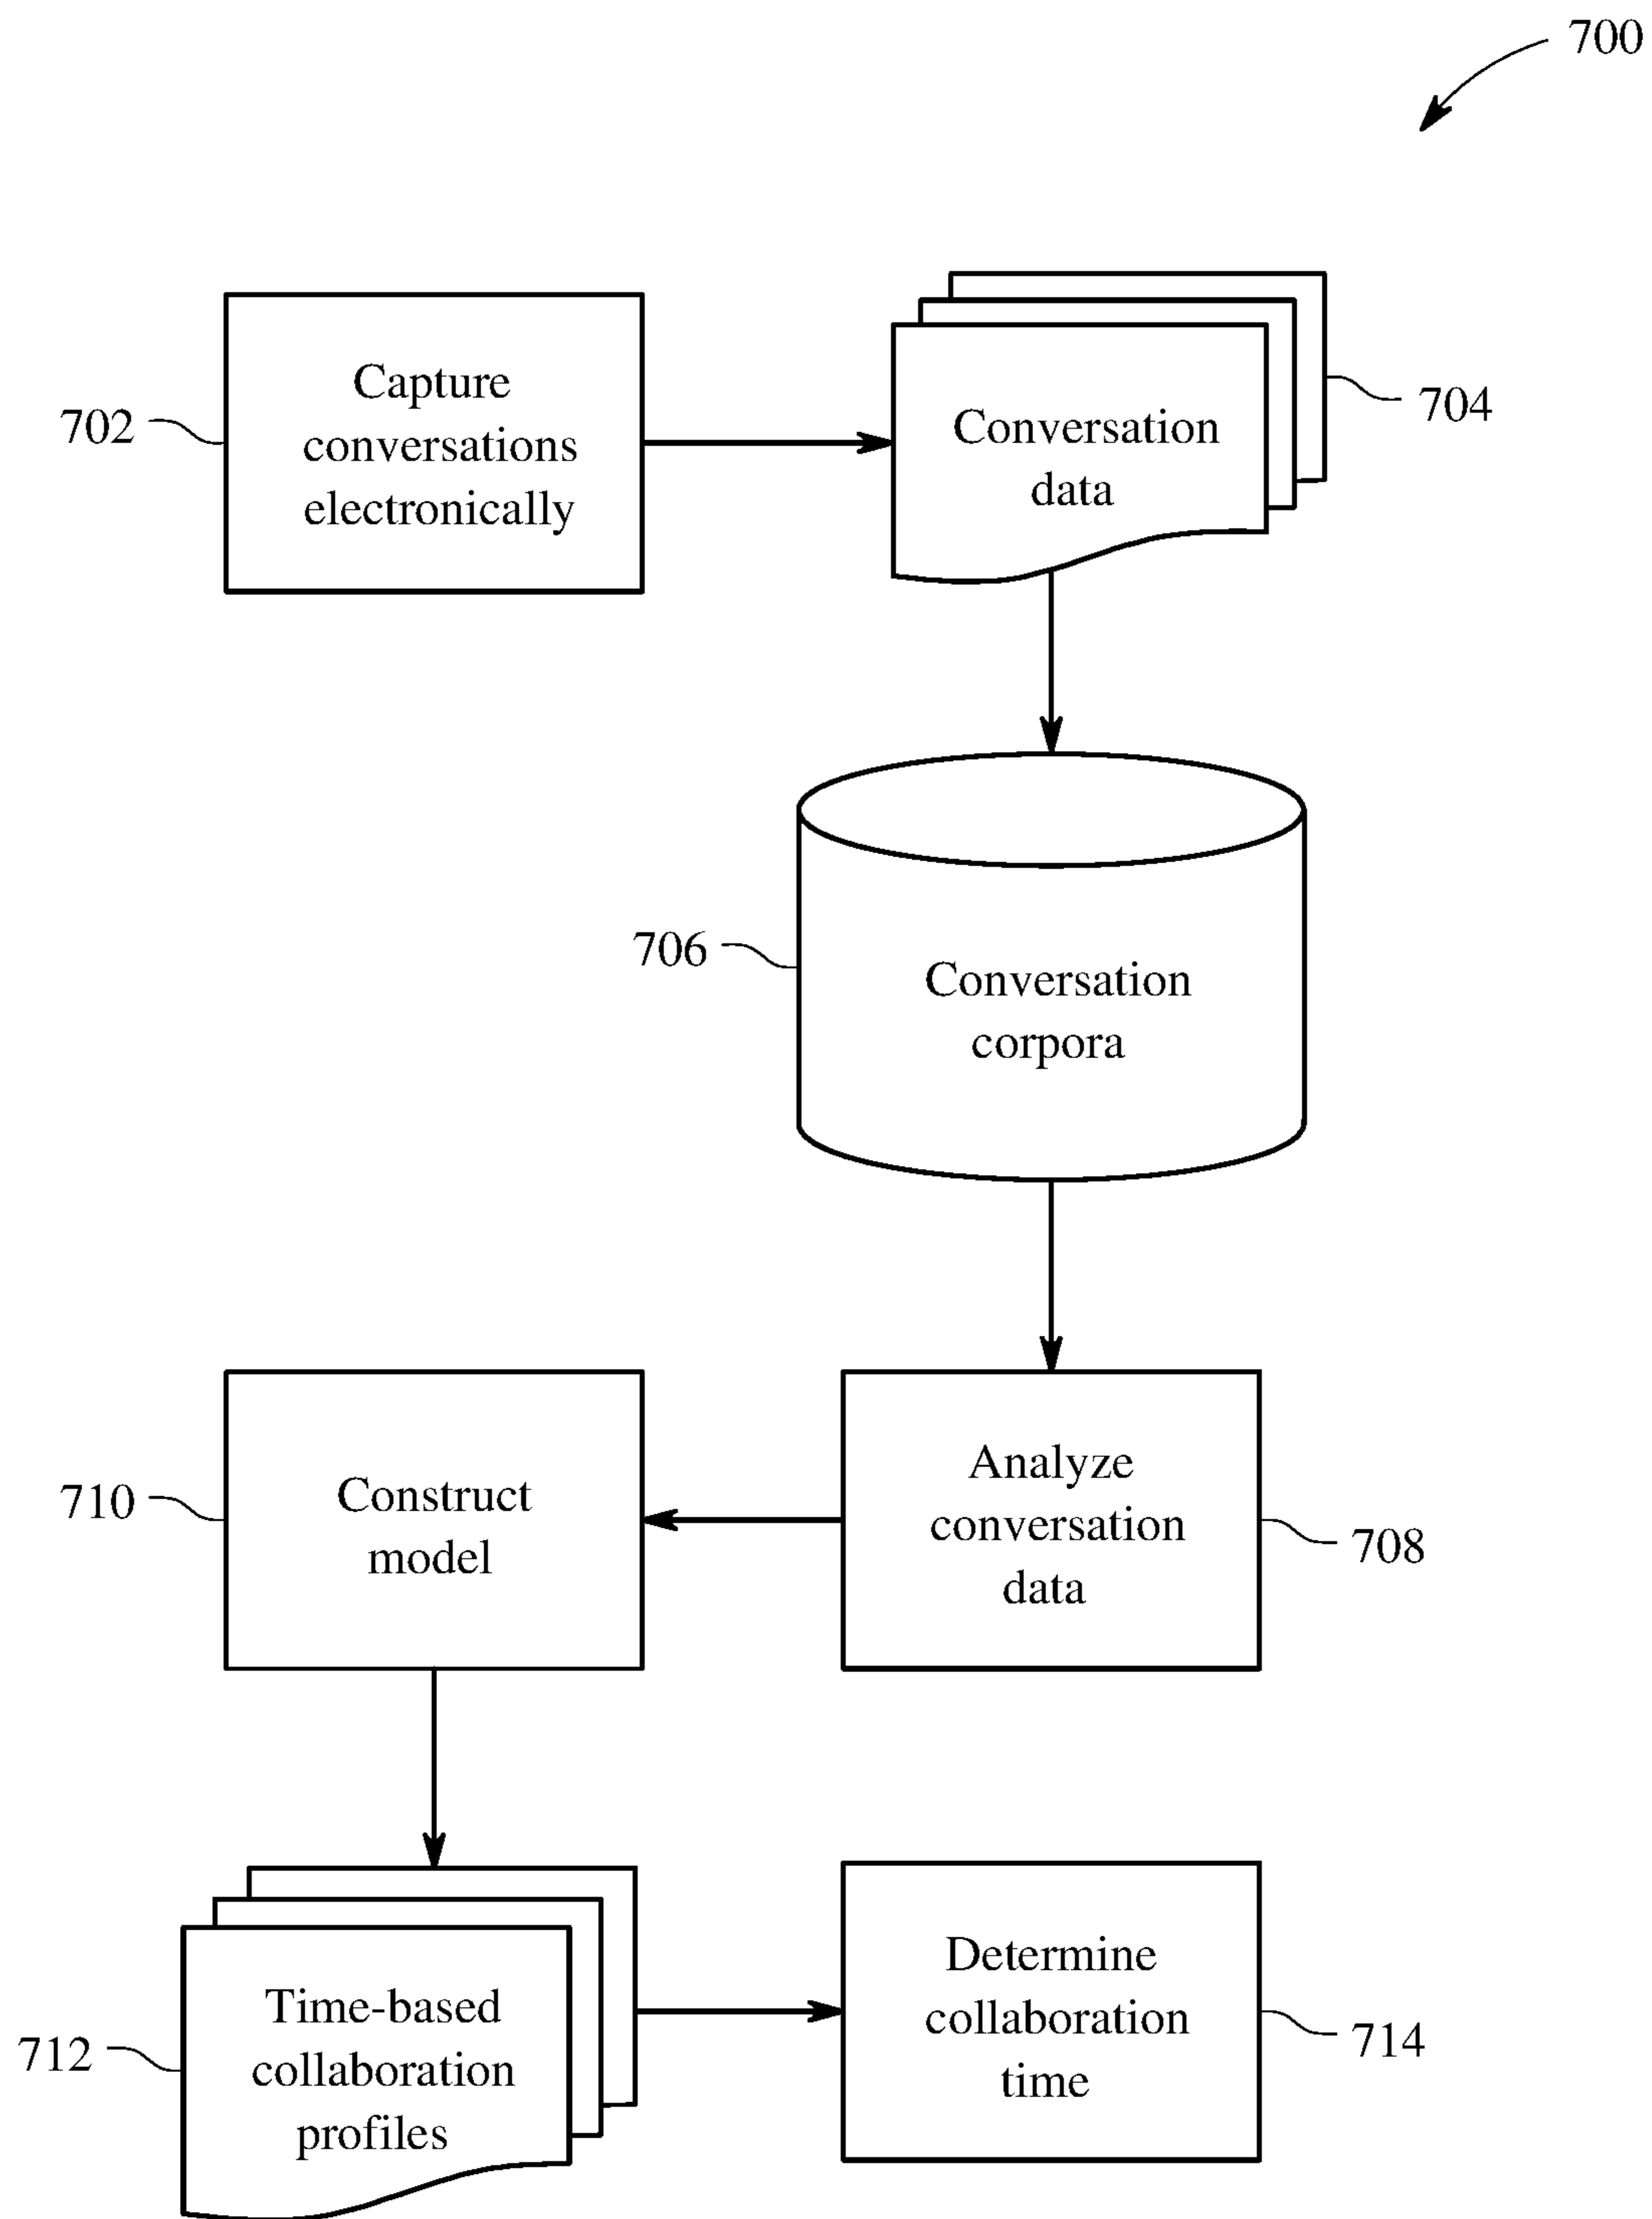 700
Capture
conversations
electronically
702
Conversation
data
704
706
Conversation
corpora
710
Construct
model
Analyze
conversation
data
708
712
Time-based
collaboration
profiles
Determine
collaboration
time
714